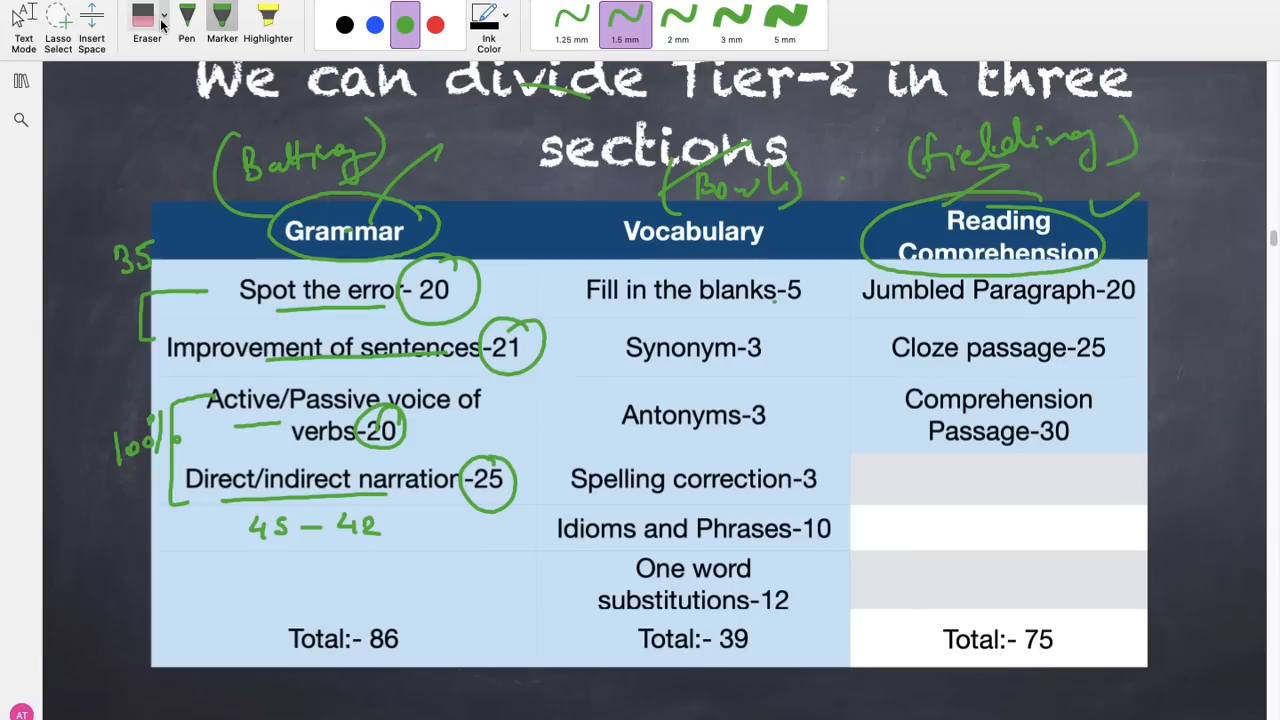 Text Mode
Lasso Select
Insert Space
Eraser
Pen
Marker
Highlighter
Ink Color
1.25 mm
1.5 mm
2 mm
3 mm
5 mm
We can divide Tier-2 in three
sections
(Batting)
(Bowli)
(fielding)
Grammar
Vocabulary
Reading Comprehension
35
Spot the error- 20
Fill in the blanks-5
Jumbled Paragraph-20
Improvement of sentences-21
Synonym-3
Cloze passage-25
100%
Active/Passive voice of
verbs-20
Antonyms-3
Comprehension
Passage-30
Direct/indirect narration-25
Spelling correction-3
45 - 42
Idioms and Phrases-10
One word
substitutions-12
Total:- 86
Total:- 39
Total:- 75
AT